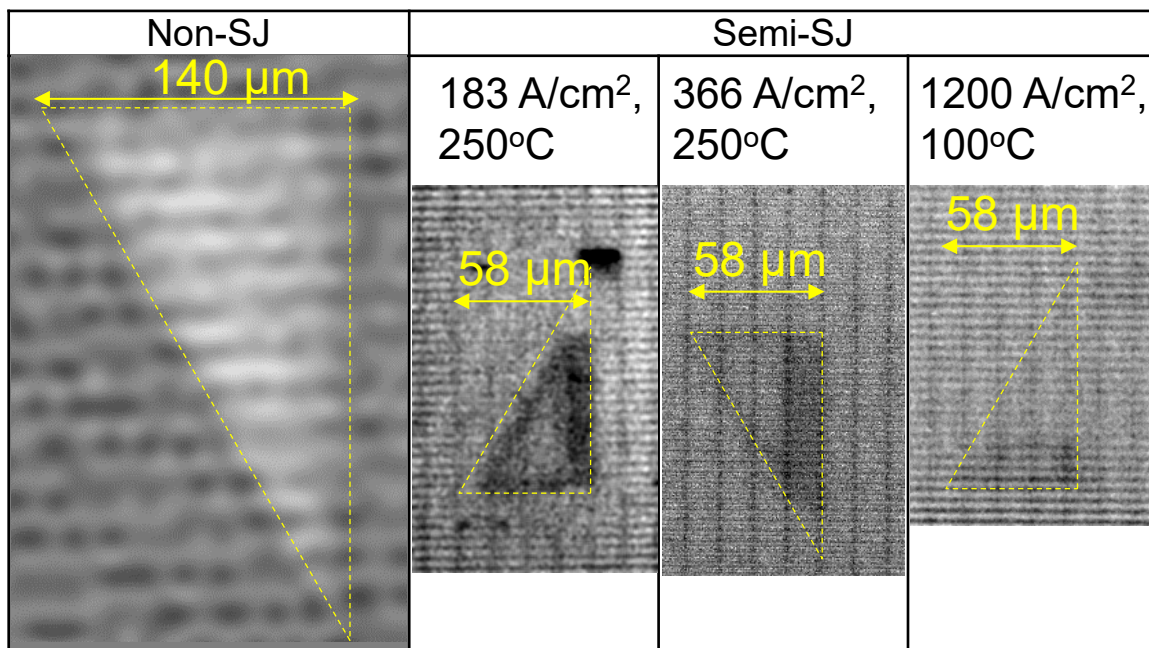 Non-SJ
Semi-SJ
140 µm
183 A/cm², 
250ºC
366 A/cm², 
250ºC
1200 A/cm², 
100ºC
58 µm
58 µm
58 µm